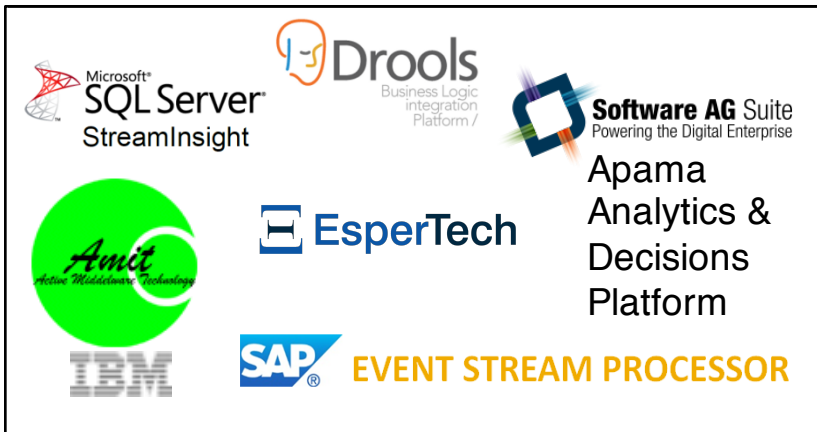 Microsoft®
SQL Server®
StreamInsight
Drools
Business Logic
integration
Platform /
Software AG Suite
Powering the Digital Enterprise
Apama
Analytics &
Decisions
Platform
Amit
Active Middelware Technology
IBM
EsperTech
SAP®
EVENT STREAM PROCESSOR